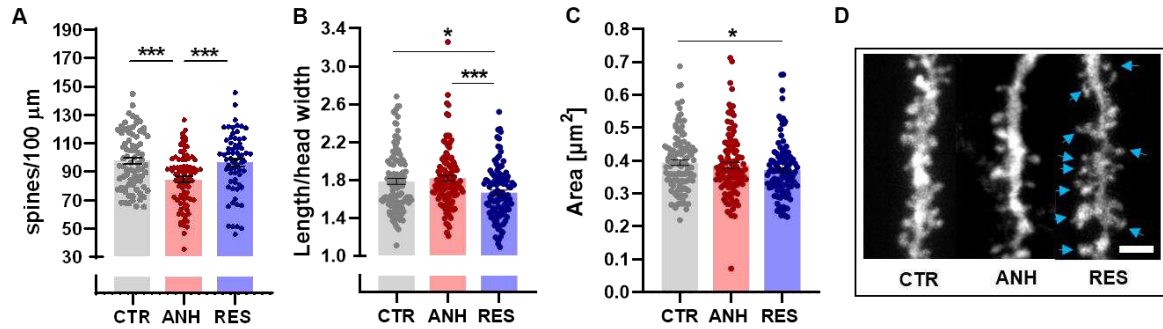 A
spines/100 μm
190
170
150
130
110
90
70
50
30
*** ***
CTR ANH RES
B
Length/head width
3.4
3.0
2.6
2.2
1.8
1.4
1.0
*
***
CTR ANH RES
C
Area [μm²]
0.8
0.7
0.6
0.5
0.4
0.3
0.2
0.1
0.0
*
CTR ANH RES
D
CTR ANH RES